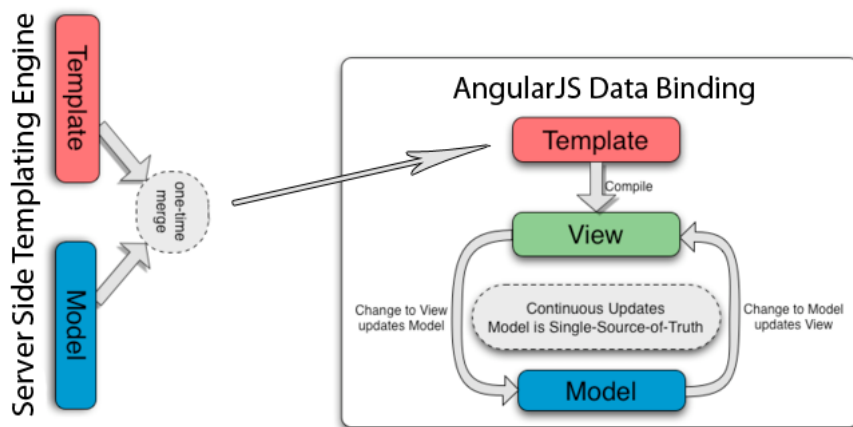 Server Side Templating Engine
Template
one-time
merge
Model
AngularJS Data Binding
Template
Compile
View
Change to View
updates Model
Continuous Updates
Model is Single-Source-of-Truth
Change to Model
updates View
Model